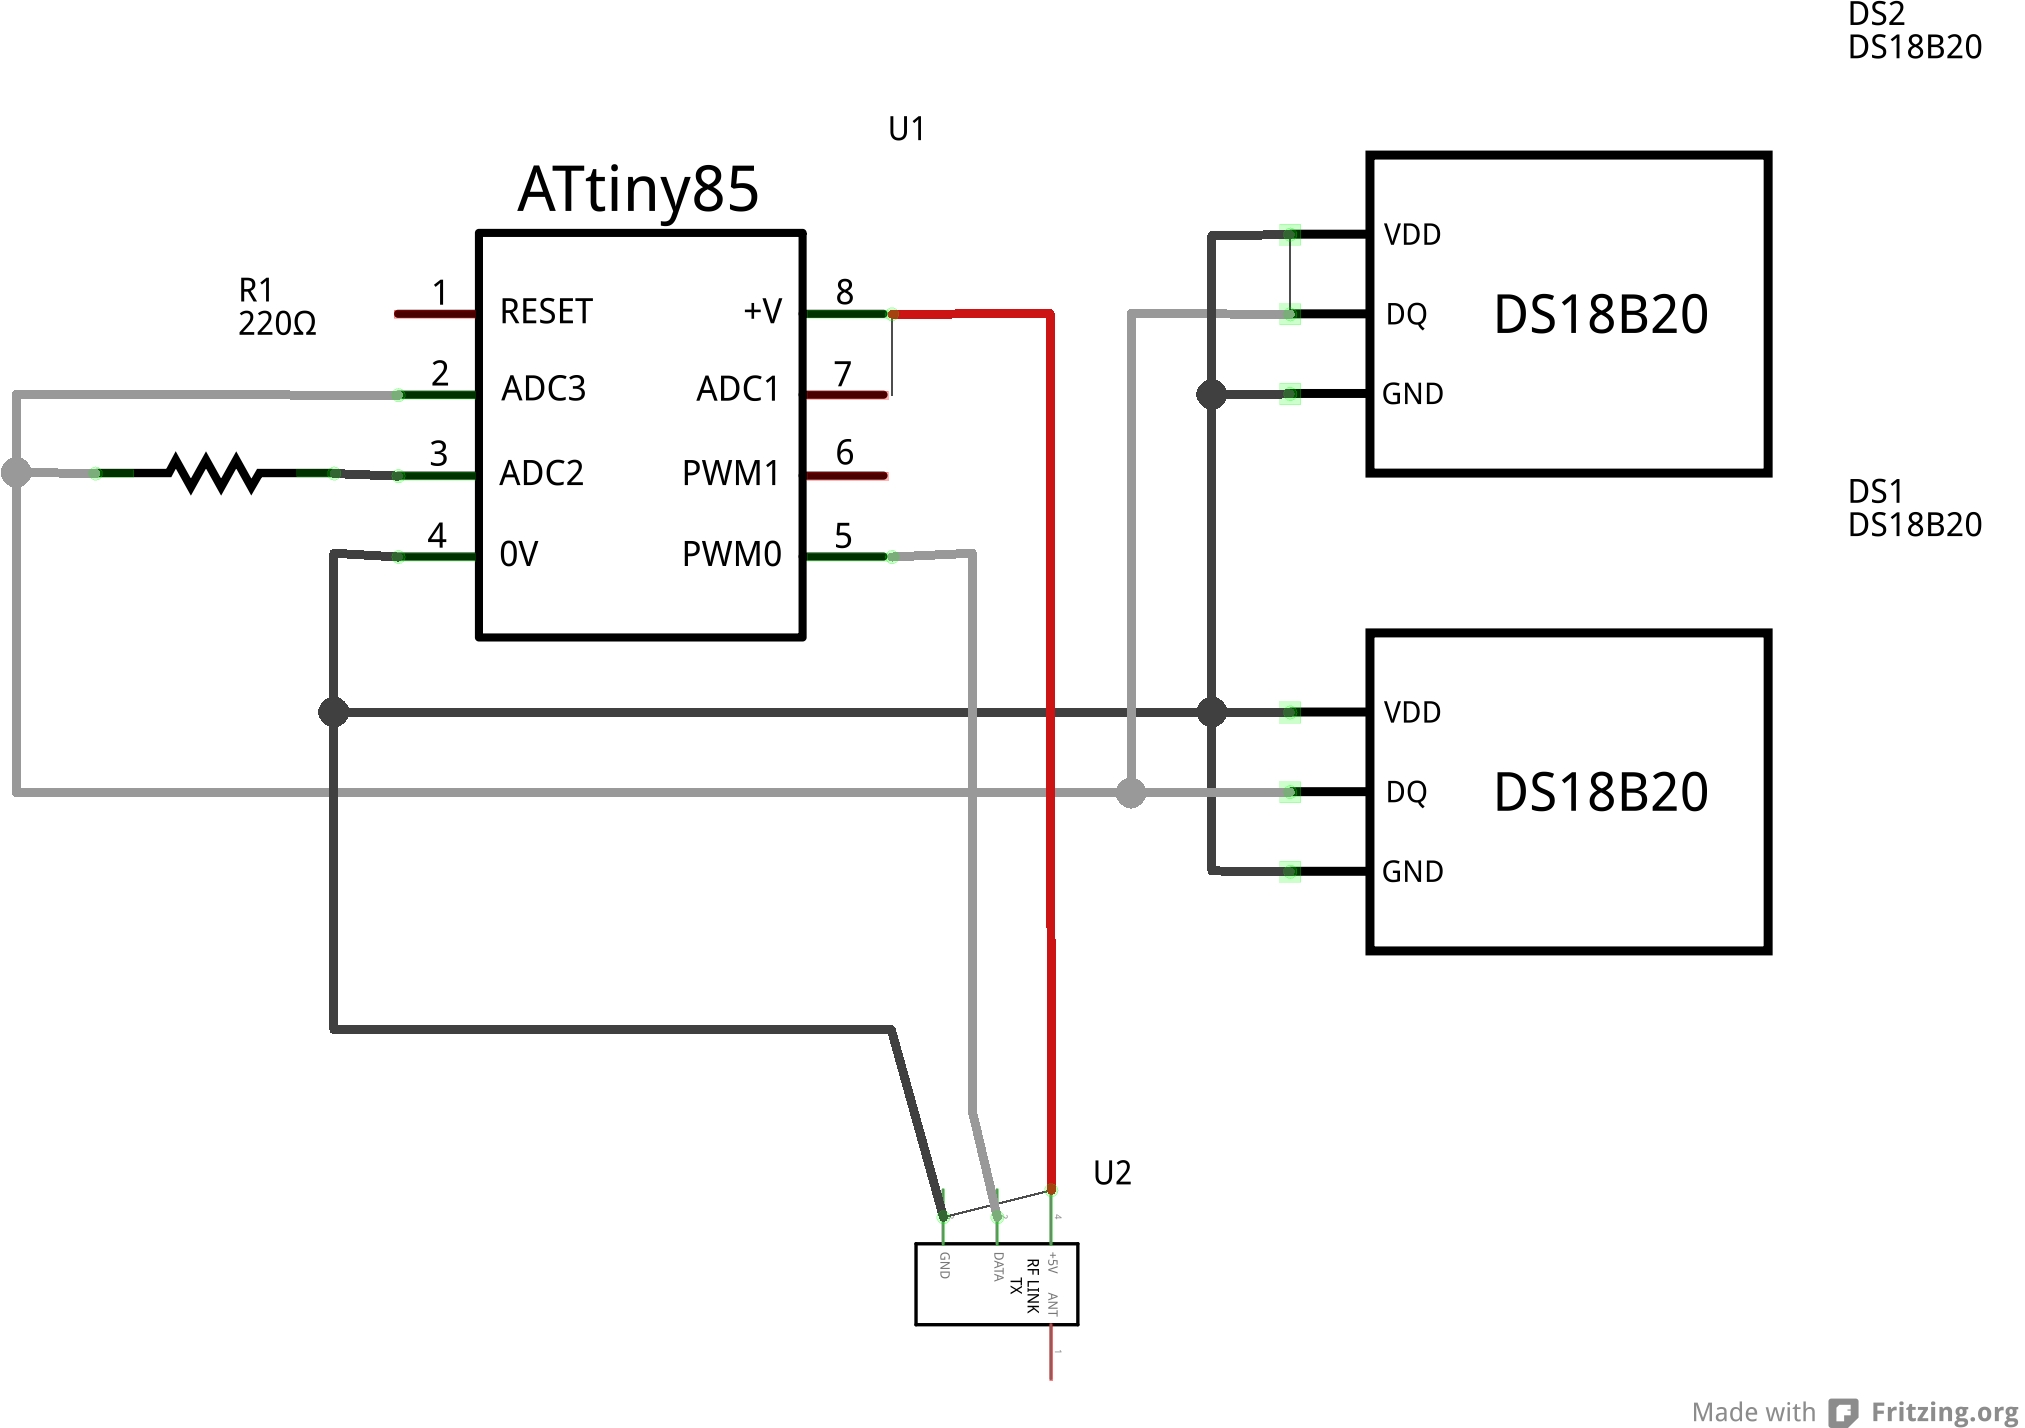 DS2
DS18B20
U1
ATtiny85
R1
220Ω
1
RESET
+V
8
2
ADC3
ADC1
7
3
ADC2
PWM1
6
4
0V
PWM0
5
VDD
DQ
DS18B20
GND
DS1
DS18B20
VDD
DQ
DS18B20
GND
U2
4
GND
DATA
+5V
RF LINK
TX
ANT
1
Made with Fritzing.org